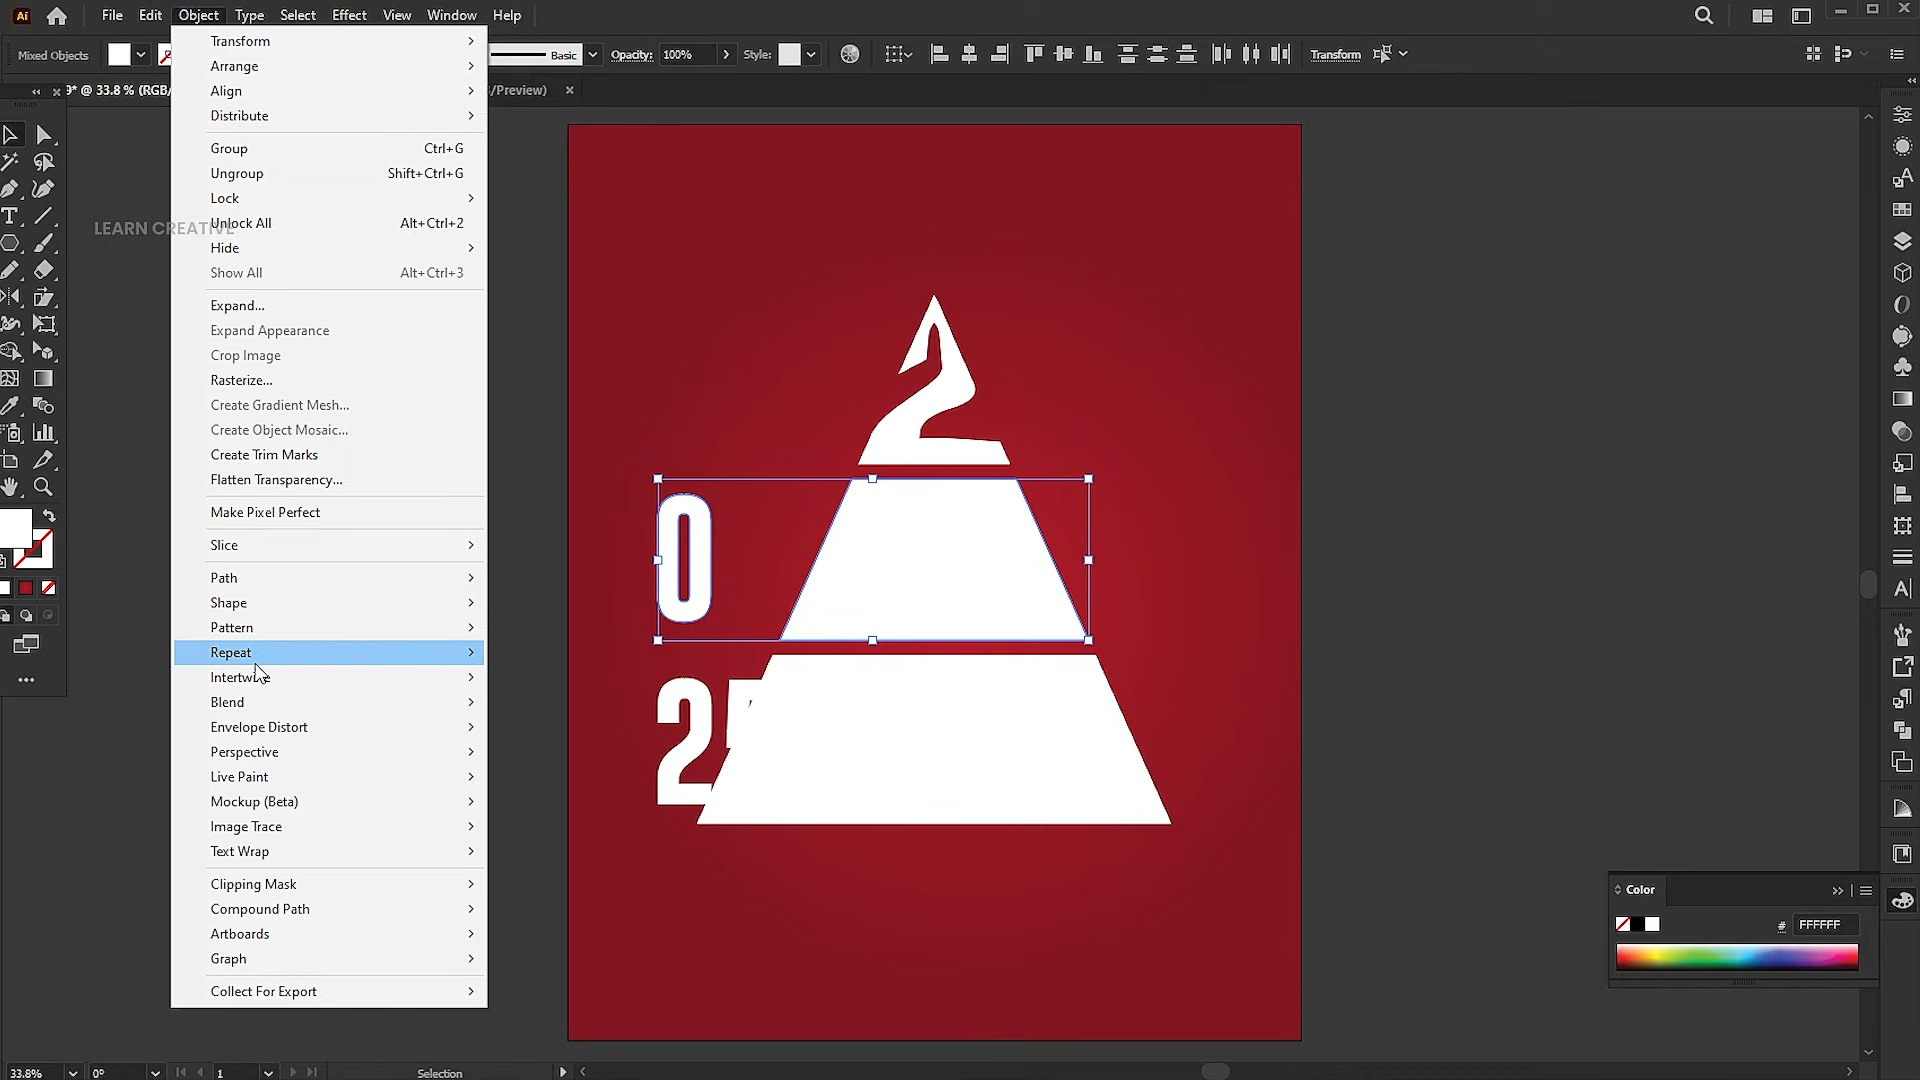 Ai File Edit Object Type Select Effect View Window Help
Mixed Objects Basic Opacity: 100% Style: Transform
9* @ 33.8 % (RGB/ /Preview)
Transform
Arrange
Align
Distribute
Group Ctrl+G
Ungroup Shift+Ctrl+G
Lock
Unlock All Alt+Ctrl+2
LEARN CREATIVE
Hide
Show All Alt+Ctrl+3
Expand...
Expand Appearance
Crop Image
Rasterize...
Create Gradient Mesh...
Create Object Mosaic...
Create Trim Marks
Flatten Transparency...
Make Pixel Perfect
Slice
Path
Shape
Pattern
Repeat
Intertwine
Blend
Envelope Distort
Perspective
Live Paint
Mockup (Beta)
Image Trace
Text Wrap
Clipping Mask
Compound Path
Artboards
Graph
Collect For Export
2
0
2
Color
# FFFFFF
33.8% 0° 1 Selection